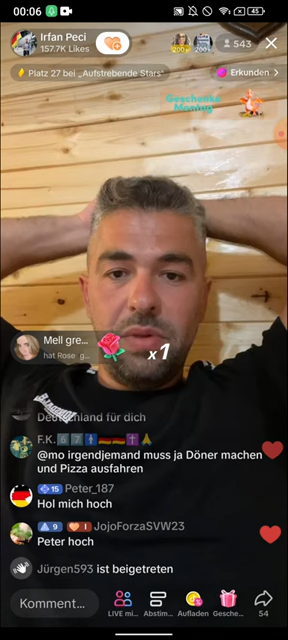 00:06
45
Irfan Peci
157.7K Likes
200
200
543
Platz 27 bei „Aufstrebende Stars“
Erkunden
Geschenke
Montag
Mell gre...
hat Rose g...
x1
Deutschland für dich
F.K.
@mo irgendjemand muss ja Döner machen
und Pizza ausfahren
15 Peter_187
Hol mich hoch
9 1 JojoForzaSVW23
Peter hoch
Jürgen593 ist beigetreten
Komment...
LIVE mi...
Abstim...
Aufladen
Gesche...
54